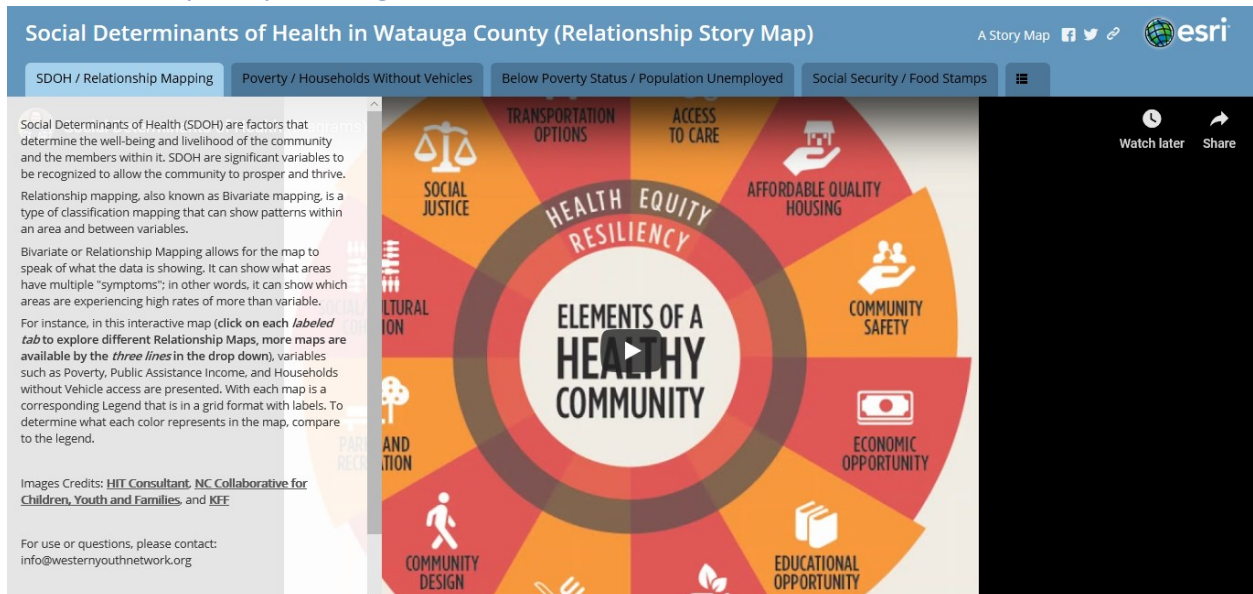 Social Determinants of Health in Watauga County (Relationship Story Map)
A Story Map
esri
SDOH / Relationship Mapping
Poverty / Households Without Vehicles
Below Poverty Status / Population Unemployed
Social Security / Food Stamps
Social Determinants of Health (SDOH) are factors that
determine the well-being and livelihood of the community
and the members within it. SDOH are significant variables to
be recognized to allow the community to prosper and thrive.
Relationship mapping, also known as Bivariate mapping, is a
type of classification mapping that can show patterns within
an area and between variables.
Bivariate or Relationship Mapping allows for the map to
speak of what the data is showing. It can show what areas
have multiple "symptoms"; in other words, it can show which
areas are experiencing high rates of more than variable.
For instance, in this interactive map (click on each labeled
tab to explore different Relationship Maps, more maps are
available by the three lines in the drop down), variables
such as Poverty, Public Assistance Income, and Households
without Vehicle access are presented. With each map is a
corresponding Legend that is in a grid format with labels. To
determine what each color represents in the map, compare
to the legend.
Images Credits: HIT Consultant, NC Collaborative for
Children, Youth and Families, and KFF
For use or questions, please contact:
info@westernyouthnetwork.org
TRANSPORTATION
OPTIONS
ACCESS
TO CARE
SOCIAL
JUSTICE
AFFORDABLE QUALITY
HOUSING
HEALTH EQUITY
RESILIENCY
ELEMENTS OF A
HEALTHY
COMMUNITY
COMMUNITY
SAFETY
ECONOMIC
OPPORTUNITY
EDUCATIONAL
OPPORTUNITY
COMMUNITY
DESIGN
PARKS AND
RECREATION
Watch later
Share